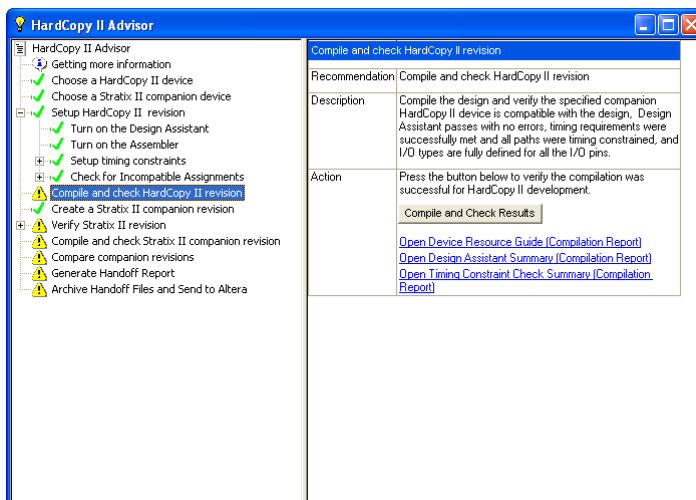 HardCopy II Advisor
HardCopy II Advisor
Getting more information
Choose a HardCopy II device
Choose a Stratix II companion device
Setup HardCopy II revision
Turn on the Design Assistant
Turn on the Assembler
Setup timing constraints
Check for Incompatible Assignments
Compile and check HardCopy II revision
Create a Stratix II companion revision
Verify Stratix II revision
Compile and check Stratix II companion revision
Compare companion revisions
Generate Handoff Report
Archive Handoff Files and Send to Altera
Compile and check HardCopy II revision
Recommendation Compile and check HardCopy II revision
Description Compile the design and verify the specified companion
HardCopy II device is compatible with the design, Design
Assistant passes with no errors, timing requirements were
successfully met and all paths were timing constrained, and
I/O types are fully defined for all the I/O pins.
Action Press the button below to verify the compilation was
successful for HardCopy II development.
Compile and Check Results
Open Device Resource Guide (Compilation Report)
Open Design Assistant Summary (Compilation Report)
Open Timing Constraint Check Summary (Compilation
Report)